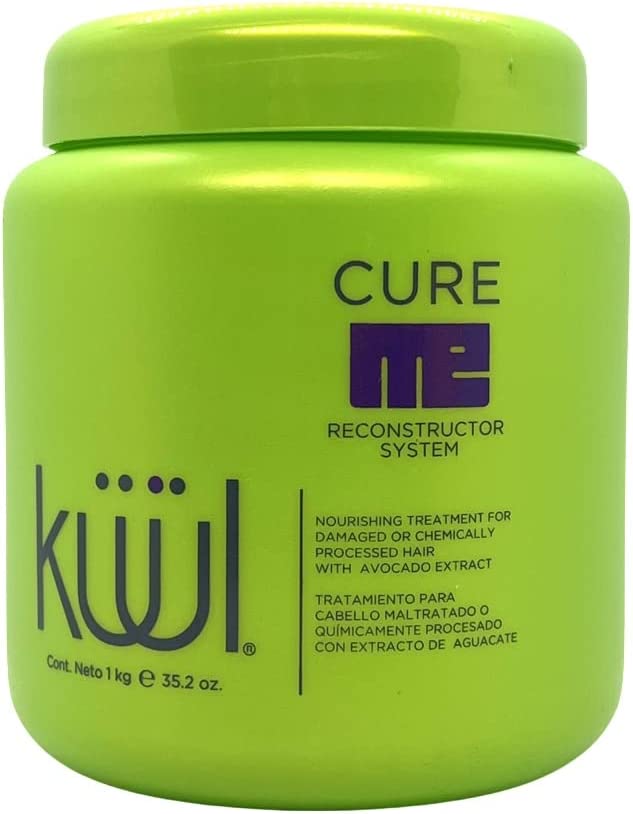 CURE
me
RECONSTRUCTOR
SYSTEM
küül®
Cont. Neto 1 kg ℮ 35.2 oz.
NOURISHING TREATMENT FOR
DAMAGED OR CHEMICALLY
PROCESSED HAIR
WITH AVOCADO EXTRACT
TRATAMIENTO PARA
CABELLO MALTRATADO O
QUÍMICAMENTE PROCESADO
CON EXTRACTO DE AGUACATE